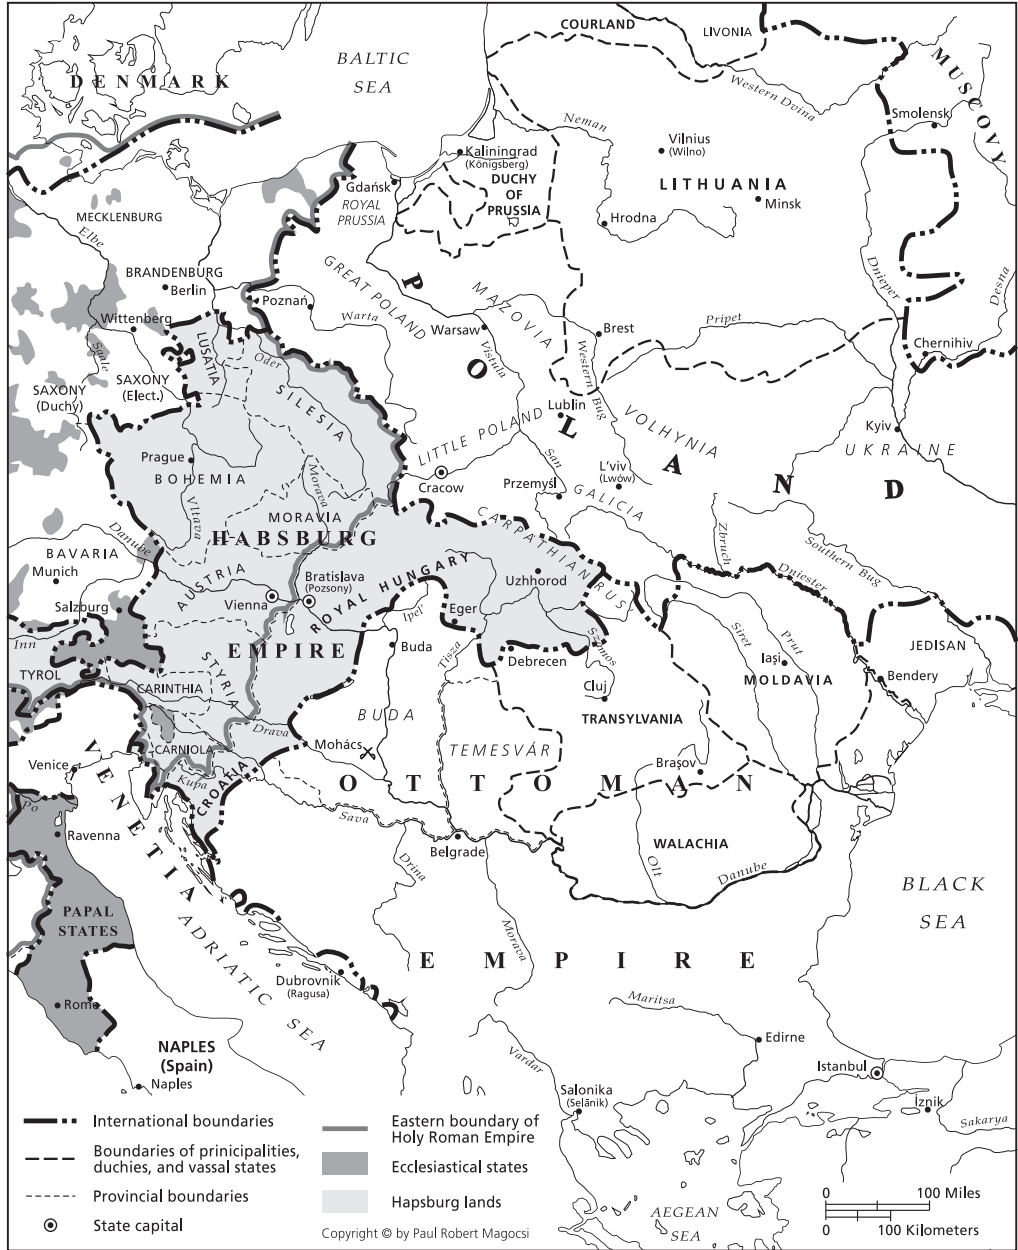 COURLAND
LIVONIA
BALTIC
SEA
DENMARK
MUSCOVY
Western Dvina
Smolensk
Neman
Vilnius
(Wilno)
Kaliningrad
(Königsberg)
DUCHY
OF
PRUSSIA
LITHUANIA
Minsk
Gdańsk
ROYAL
PRUSSIA
Hrodna
MECKLENBURG
Elbe
Dnieper
Desna
BRANDENBURG
Berlin
GREAT POLAND
POLAND
MAZOVIA
Poznań
Warta
Wittenberg
Warsaw
Vistula
Brest
Pripet
Western Bug
Chernihiv
LUSATIA
Oder
Saale
SAXONY
(Duchy)
SAXONY
(Elect.)
SILESIA
Lublin
LITTLE POLAND
VOLHYNIA
Kyiv
UKRAINE
Prague
BOHEMIA
Morava
Cracow
San
Przemyśl
L'viv
(Lwów)
GALICIA
Vltava
MORAVIA
HABSBURG
EMPIRE
CARPATHIAN RUS'
Zbruch
Southern Bug
Dniester
Danube
BAVARIA
Munich
AUSTRIA
Vienna
Bratislava
(Pozsony)
ROYAL HUNGARY
Uzhhorod
Salzburg
Ipel'
Eger
Siret
Prut
Inn
Buda
Tisza
Debrecen
Szamos
Iaşi
JEDISAN
TYROL
CARINTHIA
STYRIA
Cluj
MOLDAVIA
Bendery
Drava
BUDA
TRANSYLVANIA
CARNIOLA
Mohács
TEMESVÁR
Braşov
Venice
VENETIA
Kupa
CROATIA
OTTOMAN
EMPIRE
Po
Sava
Ravenna
Belgrade
WALACHIA
Drina
Olt
Danube
BLACK
SEA
PAPAL
STATES
ADRIATIC SEA
Morava
Dubrovnik
(Ragusa)
Rome
Maritsa
Edirne
NAPLES
(Spain)
Naples
Vardar
Istanbul
Salonika
(Selânik)
İznik
Sakarya
AEGEAN
SEA
International boundaries
Boundaries of prinicipalities,
duchies, and vassal states
Provincial boundaries
State capital
Eastern boundary of
Holy Roman Empire
Ecclesiastical states
Hapsburg lands
Copyright © by Paul Robert Magocsi
0 100 Miles
0 100 Kilometers